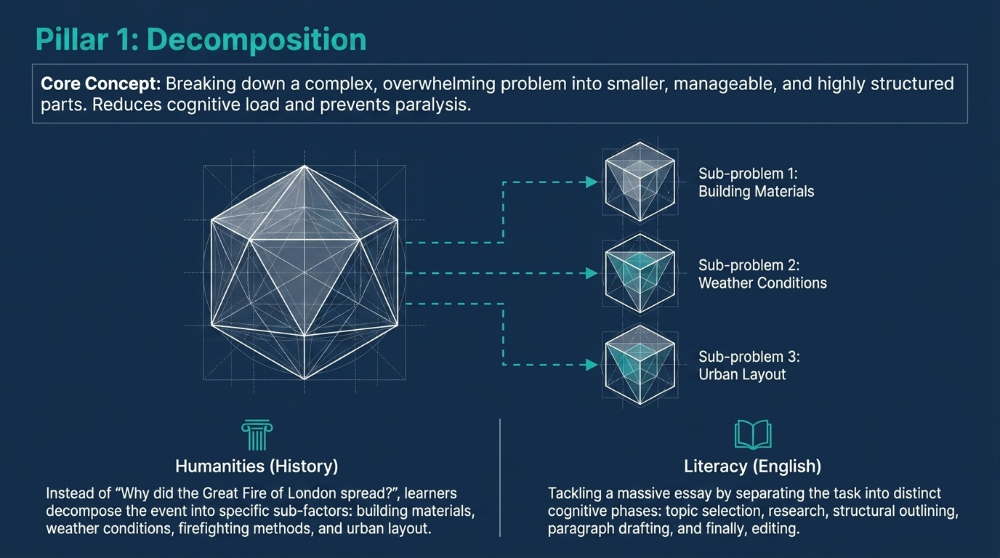 Pillar 1: Decomposition
Core Concept: Breaking down a complex, overwhelming problem into smaller, manageable, and highly structured
parts. Reduces cognitive load and prevents paralysis.
Sub-problem 1:
Building Materials
Sub-problem 2:
Weather Conditions
Sub-problem 3:
Urban Layout
Humanities (History)
Instead of “Why did the Great Fire of London spread?”, learners
decompose the event into specific sub-factors: building materials,
weather conditions, firefighting methods, and urban layout.
Literacy (English)
Tackling a massive essay by separating the task into distinct
cognitive phases: topic selection, research, structural outlining,
paragraph drafting, and finally, editing.